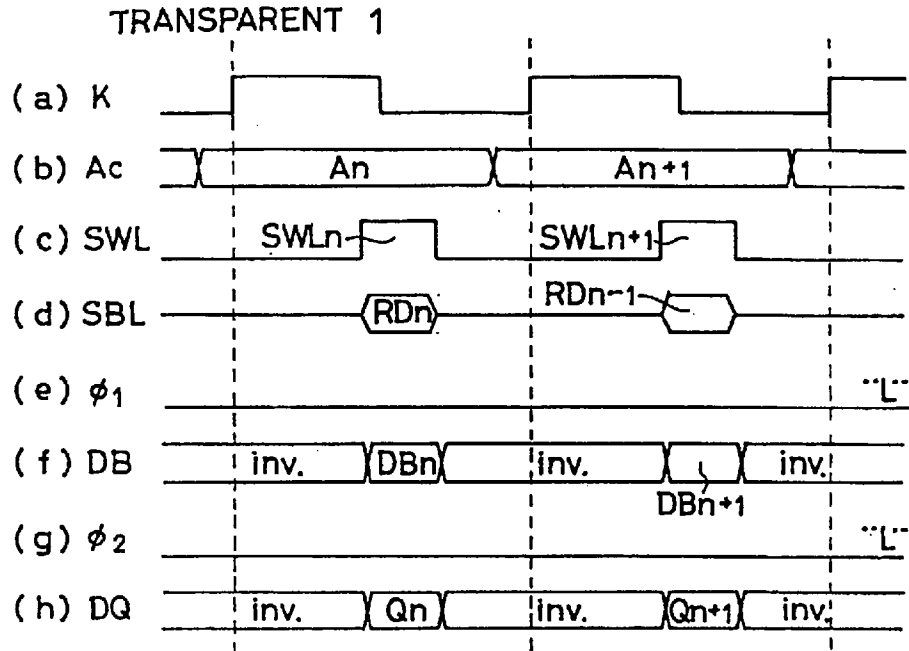 TRANSPARENT 1
(a) K
(b) Ac An An+1
(c) SWL SWLn SWLn+1
(d) SBL RDn RDn-1
(e) ϕ1 "L"
(f) DB inv. DBn inv. inv.
DBn+1
(g) ϕ2 "L"
(h) DQ inv. Qn inv. Qn+1 inv.